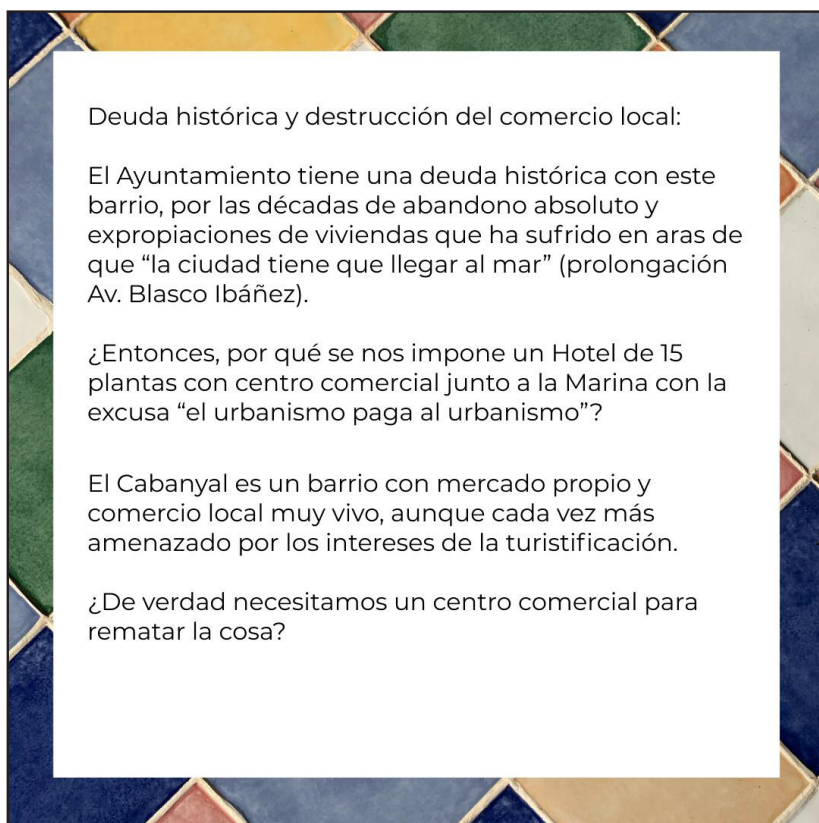 Deuda histórica y destrucción del comercio local:
El Ayuntamiento tiene una deuda histórica con este
barrio, por las décadas de abandono absoluto y
expropiaciones de viviendas que ha sufrido en aras de
que “la ciudad tiene que llegar al mar” (prolongación
Av. Blasco Ibáñez).
¿Entonces, por qué se nos impone un Hotel de 15
plantas con centro comercial junto a la Marina con la
excusa “el urbanismo paga al urbanismo”?
El Cabanyal es un barrio con mercado propio y
comercio local muy vivo, aunque cada vez más
amenazado por los intereses de la turistificación.
¿De verdad necesitamos un centro comercial para
rematar la cosa?